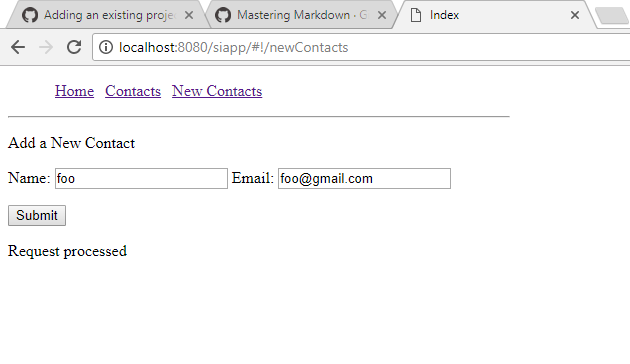 Adding an existing proje
Mastering Markdown · G
Index
localhost:8080/siapp/#!/newContacts
Home Contacts New Contacts
Add a New Contact
Name: foo Email: foo@gmail.com
Submit
Request processed